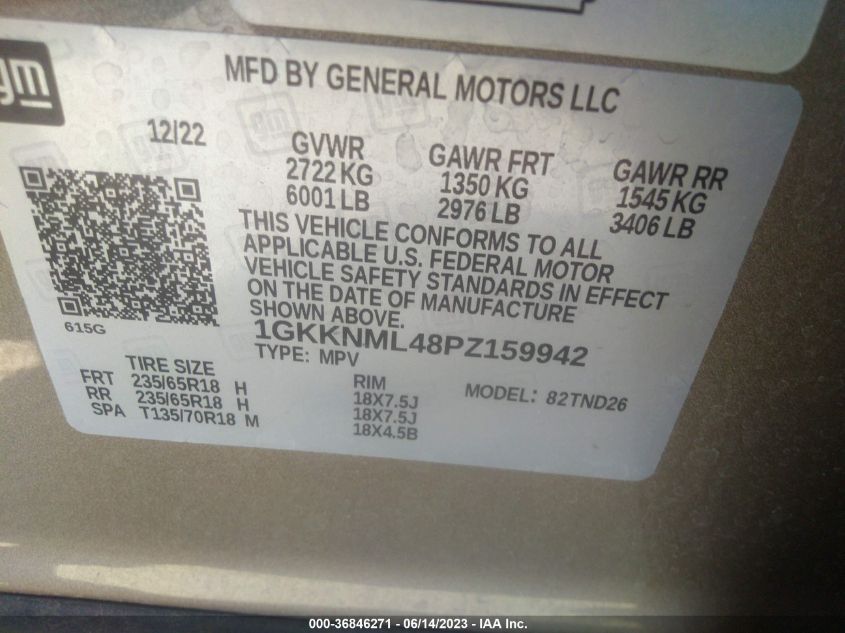 gm
MFD BY GENERAL MOTORS LLC
12/22
GVWR
2722 KG
6001 LB
GAWR FRT
1350 KG
2976 LB
GAWR RR
1545 KG
3406 LB
THIS VEHICLE CONFORMS TO ALL
APPLICABLE U.S. FEDERAL MOTOR
VEHICLE SAFETY STANDARDS IN EFFECT
ON THE DATE OF MANUFACTURE
SHOWN ABOVE.
615G
1GKKNML48PZ159942
TYPE: MPV
MODEL: 82TND26
TIRE SIZE
FRT 235/65R18 H
RR 235/65R18 H
SPA T135/70R18 M
RIM
18X7.5J
18X7.5J
18X4.5B
000-36846271 - 06/14/2023 - IAA Inc.